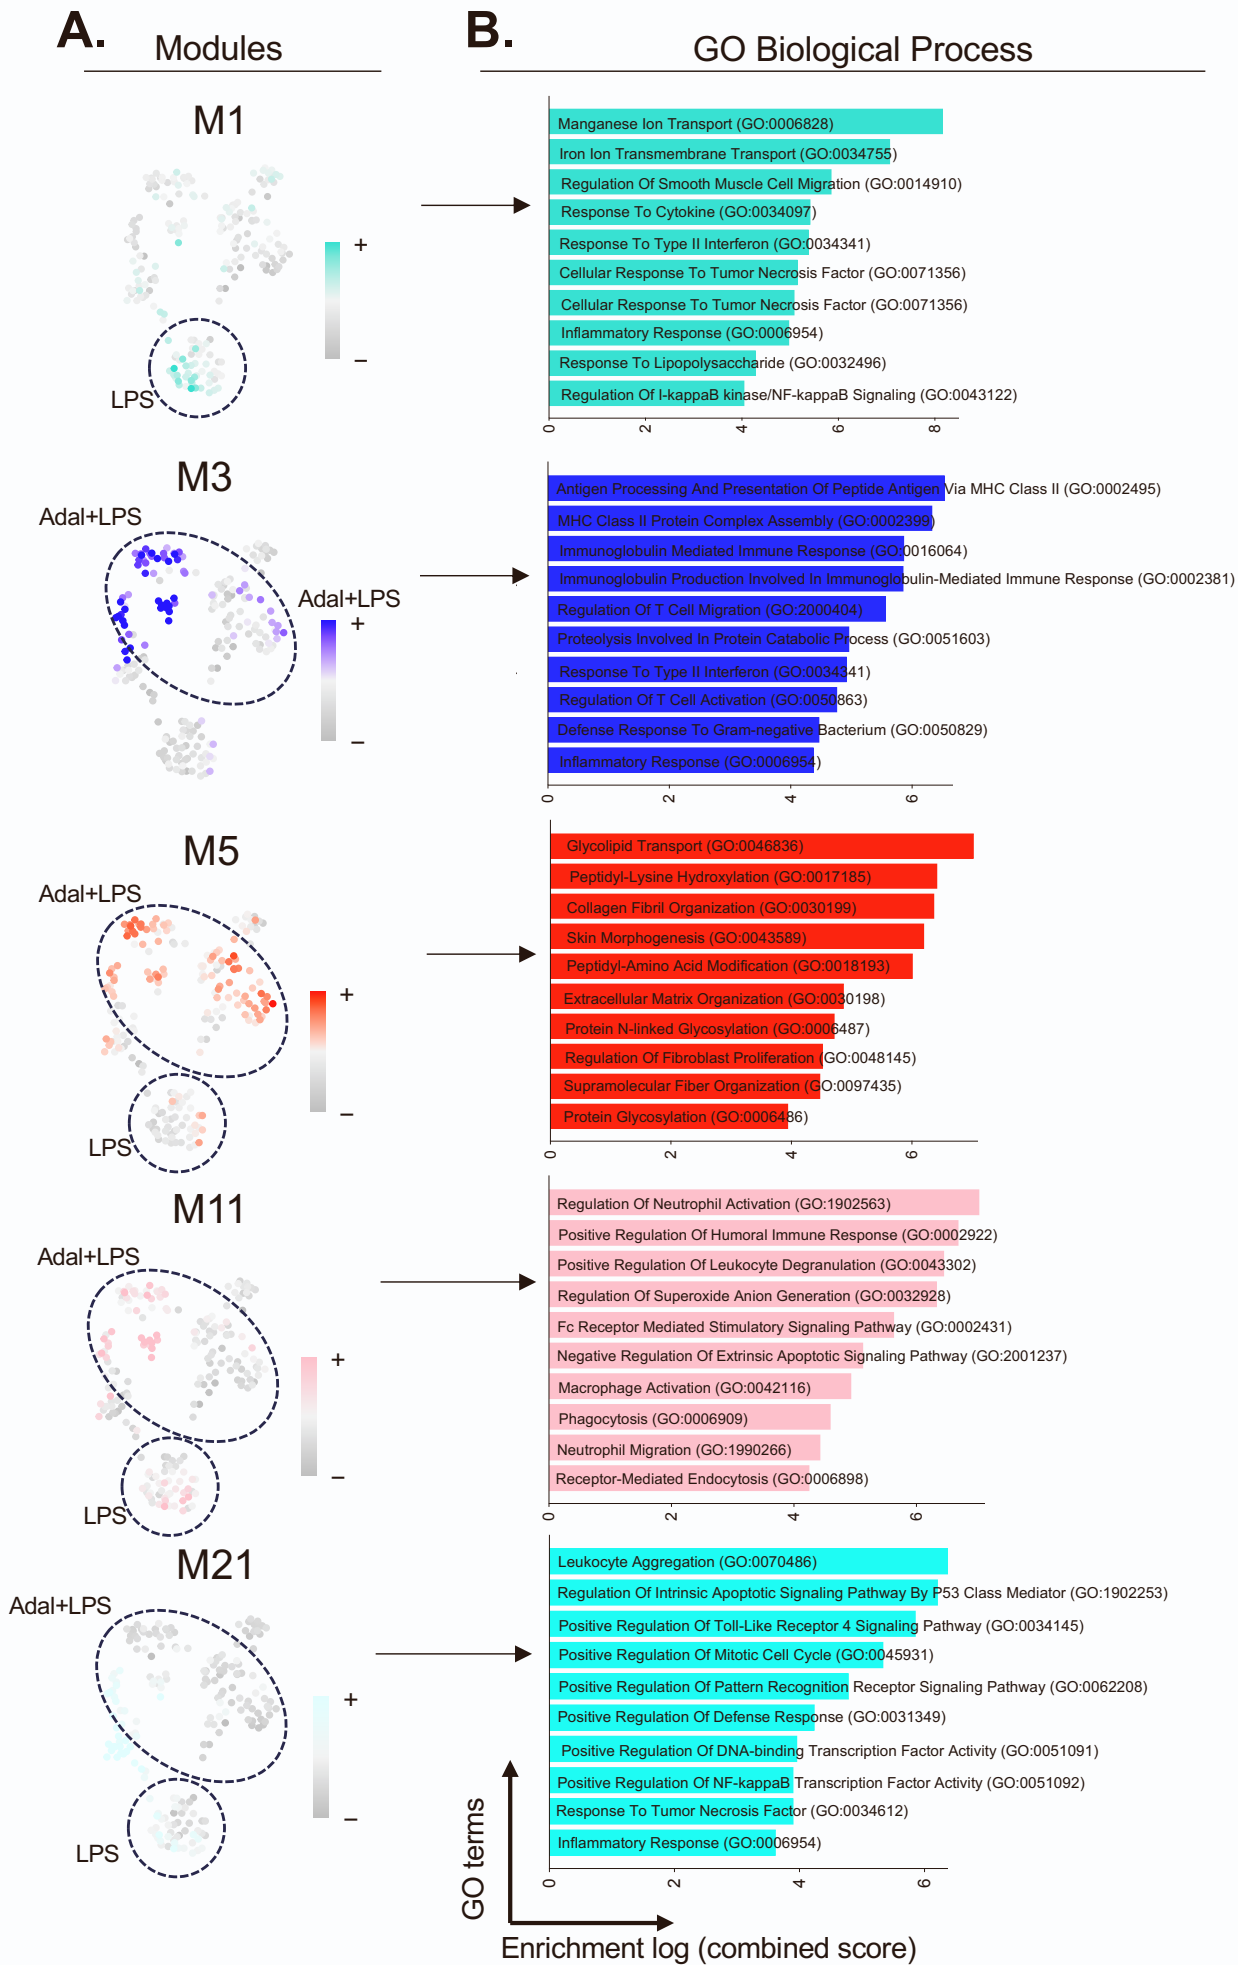 A.
Modules
B.
GO Biological Process
M1
+
−
LPS
Manganese Ion Transport (GO:0006828)
Iron Ion Transmembrane Transport (GO:0034755)
Regulation Of Smooth Muscle Cell Migration (GO:0014910)
Response To Cytokine (GO:0034097)
Response To Type II Interferon (GO:0034341)
Cellular Response To Tumor Necrosis Factor (GO:0071356)
Cellular Response To Tumor Necrosis Factor (GO:0071356)
Inflammatory Response (GO:0006954)
Response To Lipopolysaccharide (GO:0032496)
Regulation Of I-kappaB kinase/NF-kappaB Signaling (GO:0043122)
0 2 4 6 8
M3
Adal+LPS
Adal+LPS
+
−
Antigen Processing And Presentation Of Peptide Antigen Via MHC Class II (GO:0002495)
MHC Class II Protein Complex Assembly (GO:0002399)
Immunoglobulin Mediated Immune Response (GO:0016064)
Immunoglobulin Production Involved In Immunoglobulin-Mediated Immune Response (GO:0002381)
Regulation Of T Cell Migration (GO:2000404)
Proteolysis Involved In Protein Catabolic Process (GO:0051603)
Response To Type II Interferon (GO:0034341)
Regulation Of T Cell Activation (GO:0050863)
Defense Response To Gram-negative Bacterium (GO:0050829)
Inflammatory Response (GO:0006954)
0 2 4 6
M5
Adal+LPS
+
−
LPS
Glycolipid Transport (GO:0046836)
Peptidyl-Lysine Hydroxylation (GO:0017185)
Collagen Fibril Organization (GO:0030199)
Skin Morphogenesis (GO:0043589)
Peptidyl-Amino Acid Modification (GO:0018193)
Extracellular Matrix Organization (GO:0030198)
Protein N-linked Glycosylation (GO:0006487)
Regulation Of Fibroblast Proliferation (GO:0048145)
Supramolecular Fiber Organization (GO:0097435)
Protein Glycosylation (GO:0006486)
0 2 4 6
M11
Adal+LPS
+
−
LPS
Regulation Of Neutrophil Activation (GO:1902563)
Positive Regulation Of Humoral Immune Response (GO:0002922)
Positive Regulation Of Leukocyte Degranulation (GO:0043302)
Regulation Of Superoxide Anion Generation (GO:0032928)
Fc Receptor Mediated Stimulatory Signaling Pathway (GO:0002431)
Negative Regulation Of Extrinsic Apoptotic Signaling Pathway (GO:2001237)
Macrophage Activation (GO:0042116)
Phagocytosis (GO:0006909)
Neutrophil Migration (GO:1990266)
Receptor-Mediated Endocytosis (GO:0006898)
0 2 4 6
M21
Adal+LPS
+
−
LPS
Leukocyte Aggregation (GO:0070486)
Regulation Of Intrinsic Apoptotic Signaling Pathway By P53 Class Mediator (GO:1902253)
Positive Regulation Of Toll-Like Receptor 4 Signaling Pathway (GO:0034145)
Positive Regulation Of Mitotic Cell Cycle (GO:0045931)
Positive Regulation Of Pattern Recognition Receptor Signaling Pathway (GO:0062208)
Positive Regulation Of Defense Response (GO:0031349)
Positive Regulation Of DNA-binding Transcription Factor Activity (GO:0051091)
Positive Regulation Of NF-kappaB Transcription Factor Activity (GO:0051092)
Response To Tumor Necrosis Factor (GO:0034612)
Inflammatory Response (GO:0006954)
0 2 4 6
GO terms
Enrichment log (combined score)